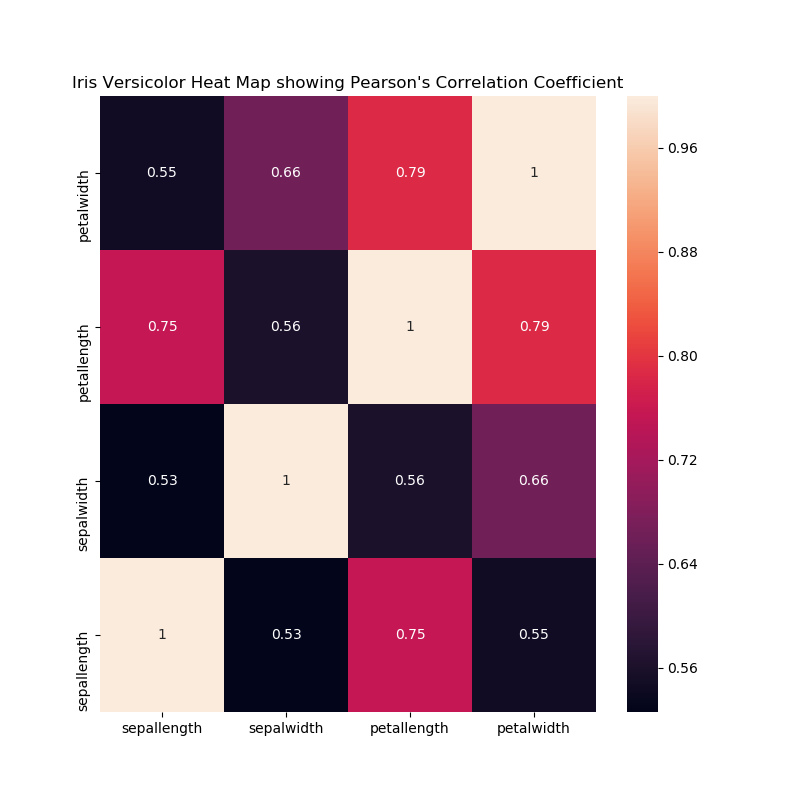 Iris Versicolor Heat Map showing Pearson's Correlation Coefficient
petalwidth 0.55 0.66 0.79 1
petallength 0.75 0.56 1 0.79
sepalwidth 0.53 1 0.56 0.66
sepallength 1 0.53 0.75 0.55
sepallength sepalwidth petallength petalwidth
0.96
0.88
0.80
0.72
0.64
0.56